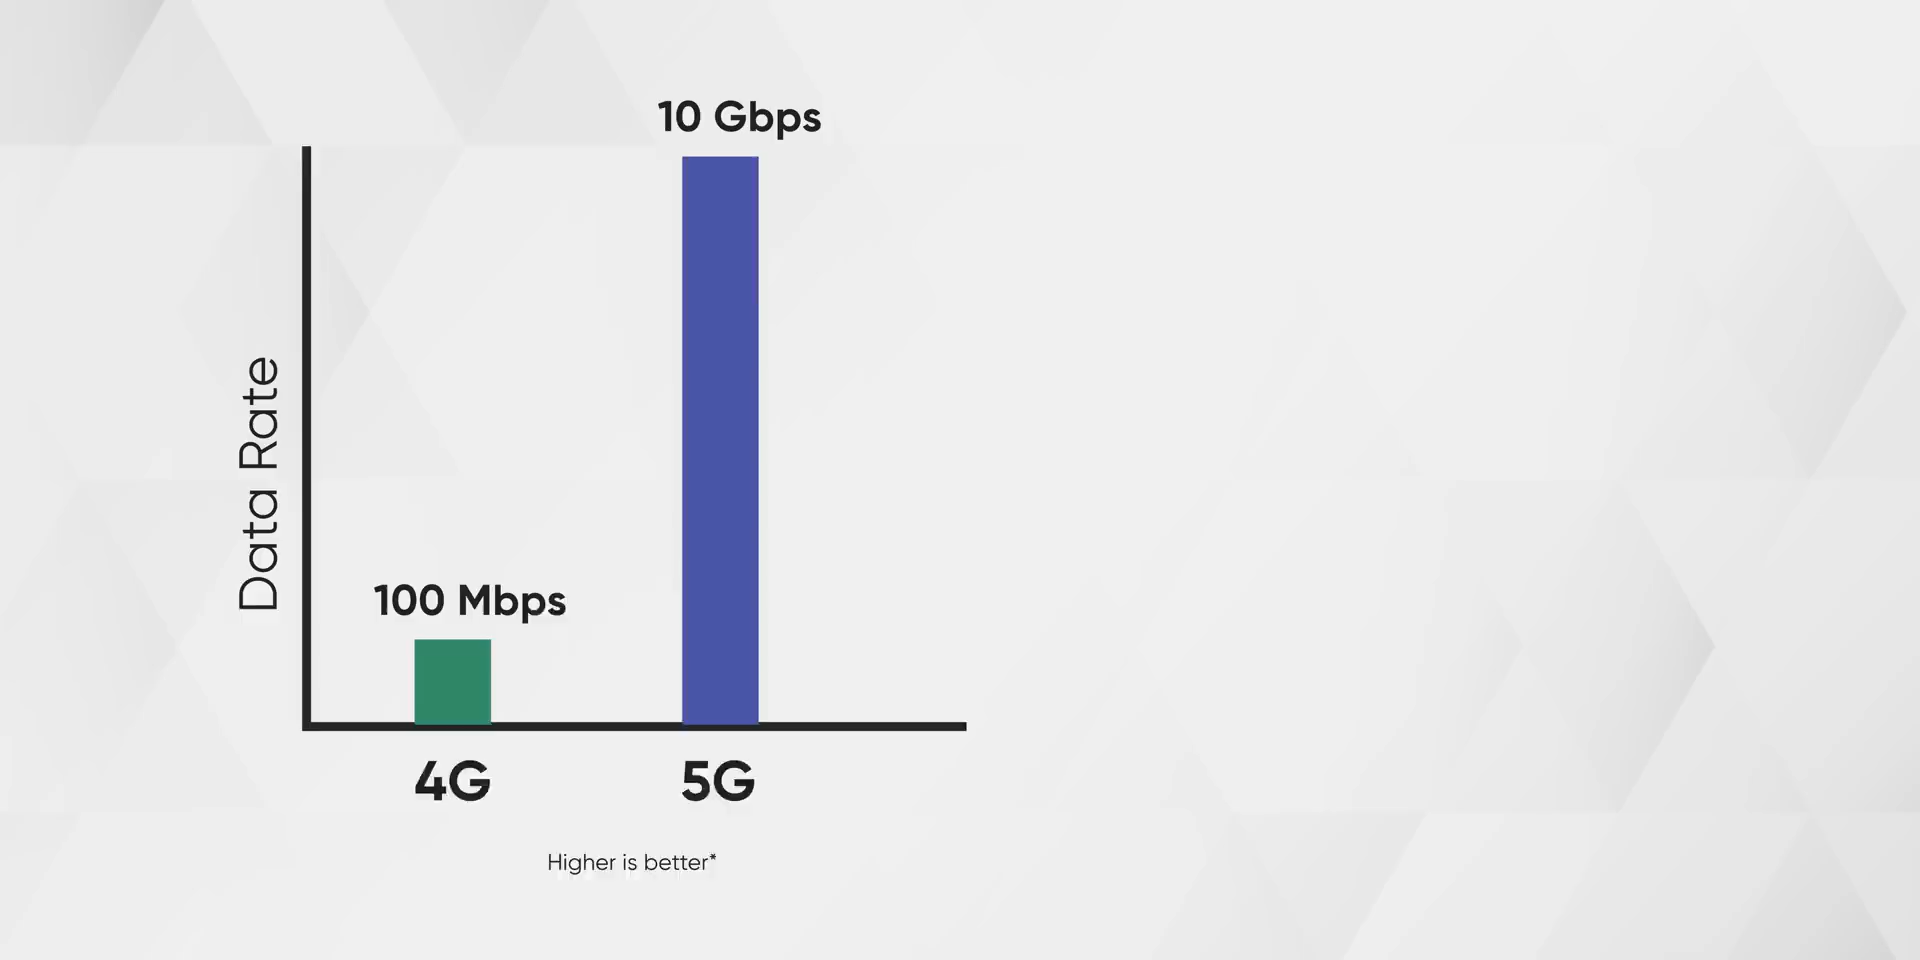 10 Gbps
Data Rate
100 Mbps
4G 5G
Higher is better*